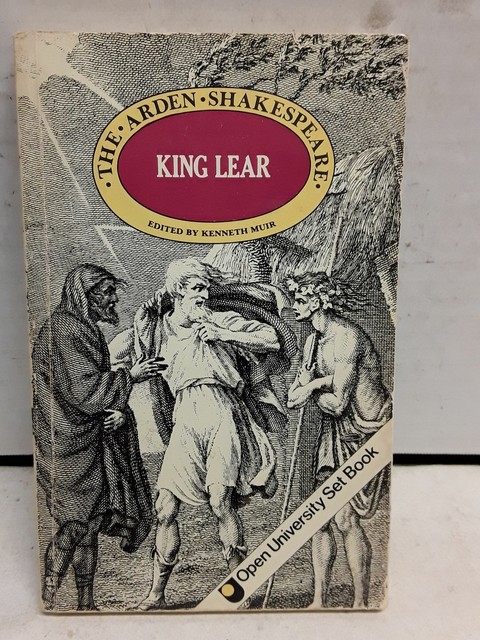 ·THE·ARDEN·SHAKESPEARE·
KING LEAR
EDITED BY KENNETH MUIR
Open University Set Book